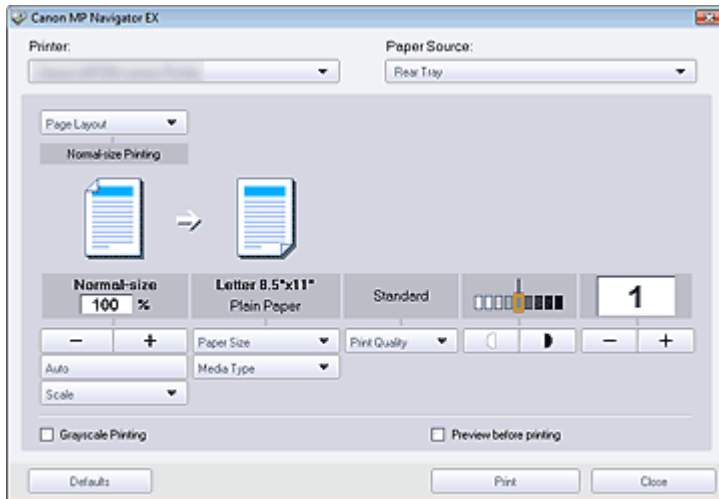 Canon MP Navigator EX
Printer:
Paper Source:
Rear Tray
Page Layout
Normal-size Printing
Normal-size
100 %
Letter 8.5"x11"
Plain Paper
Standard
1
− +
Paper Size
Print Quality
− +
Auto
Media Type
Scale
Grayscale Printing
Preview before printing
Defaults
Print
Close